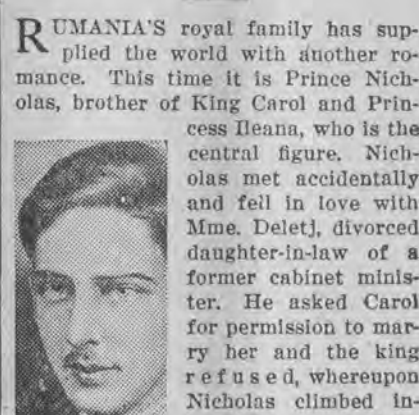 RUMANIA'S royal family has sup-
plied the world with another ro-
mance. This time it is Prince Nich-
olas, brother of King Carol and Prin-
cess Ileana, who is the
central figure. Nich-
olas met accidentally
and fell in love with
Mme. Deletj, divorced
daughter-in-law of a
former cabinet minis-
ter. He asked Carol
for permission to mar-
ry her and the king
refused, whereupon
Nicholas climbed in-